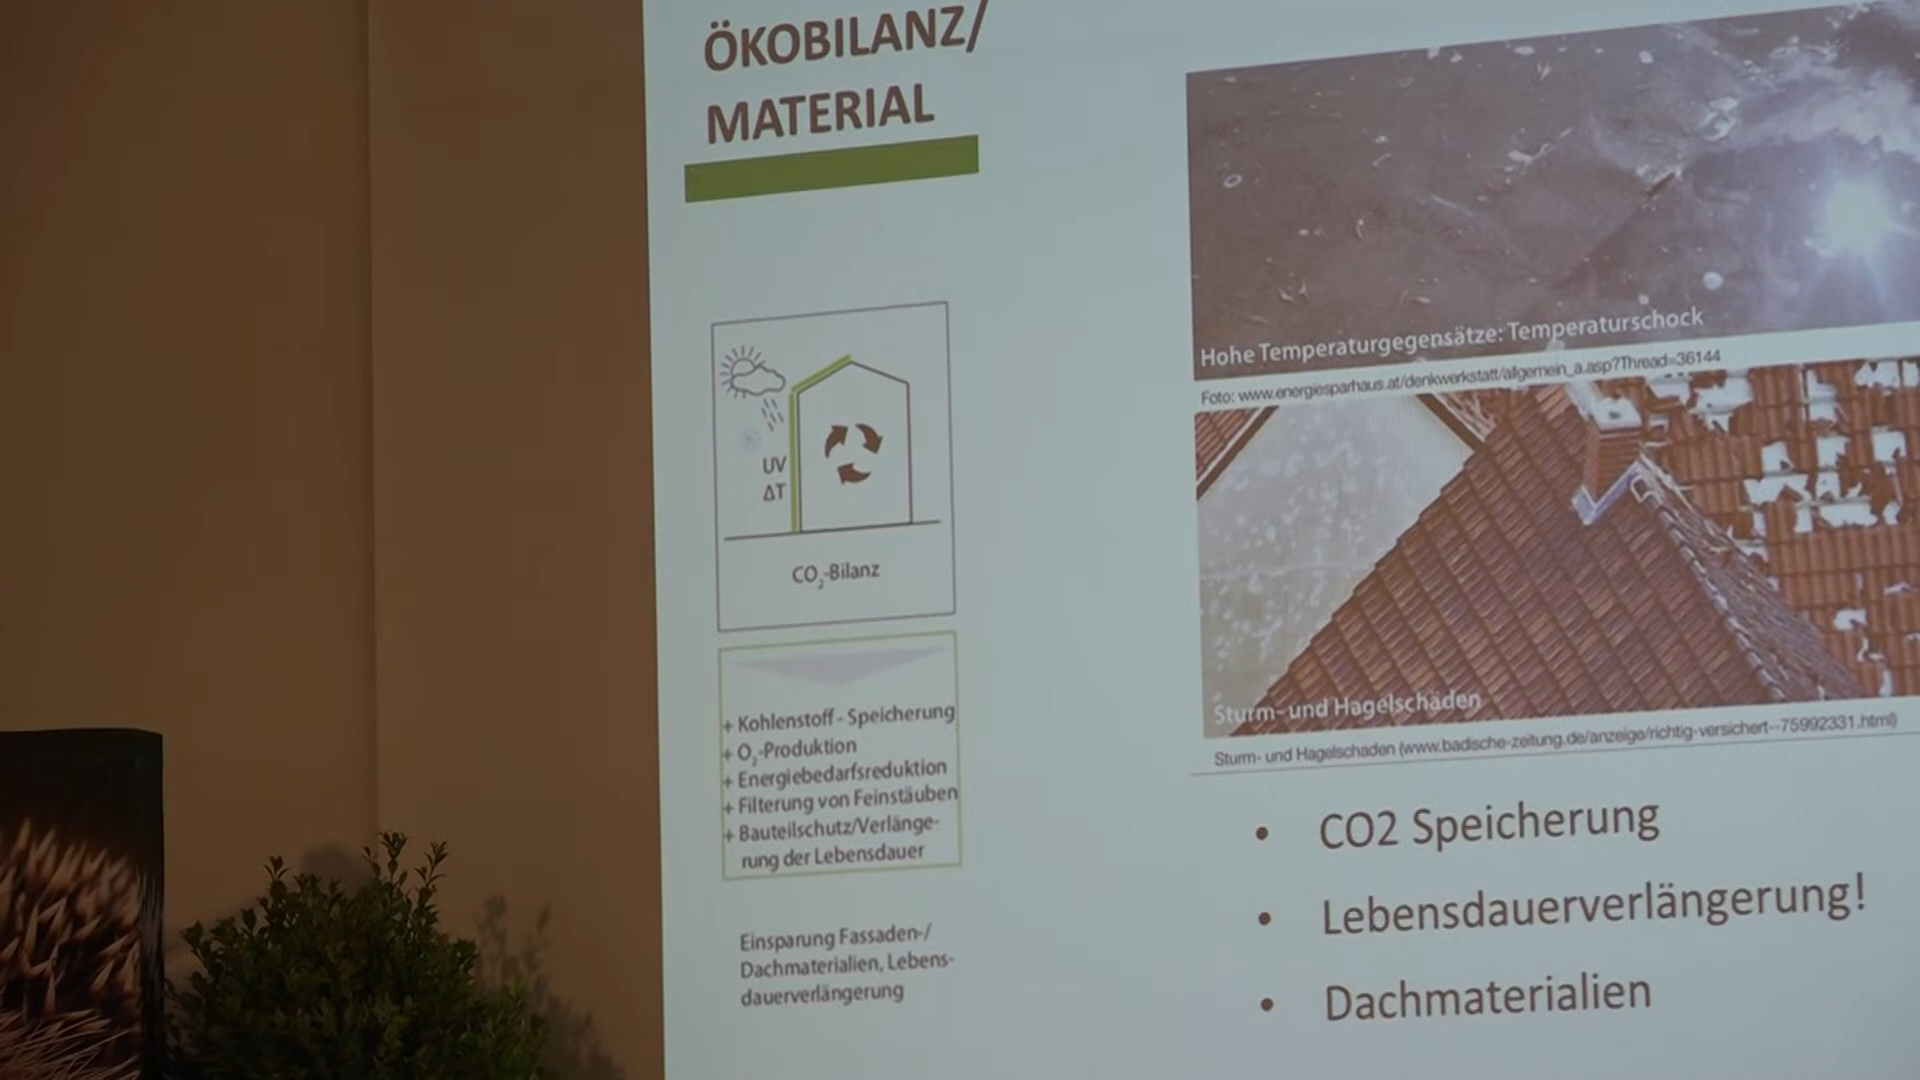 ÖKOBILANZ/
MATERIAL
UV
ΔT
CO₂-Bilanz
+ Kohlenstoff - Speicherung
+ O₂-Produktion
+ Energiebedarfsreduktion
+ Filterung von Feinstäuben
+ Bauteilschutz/Verlänge-
rung der Lebensdauer
Einsparung Fassaden-/
Dachmaterialien, Lebens-
dauerverlängerung
Hohe Temperaturgegensätze: Temperaturschock
Foto: www.energiesparhaus.at/denkwerkstatt/allgemein_a.asp?Thread=36144
Sturm- und Hagelschäden
Sturm- und Hagelschaden (www.badische-zeitung.de/anzeige/richtig-versichert--75992331.html)
• CO2 Speicherung
• Lebensdauerverlängerung!
• Dachmaterialien